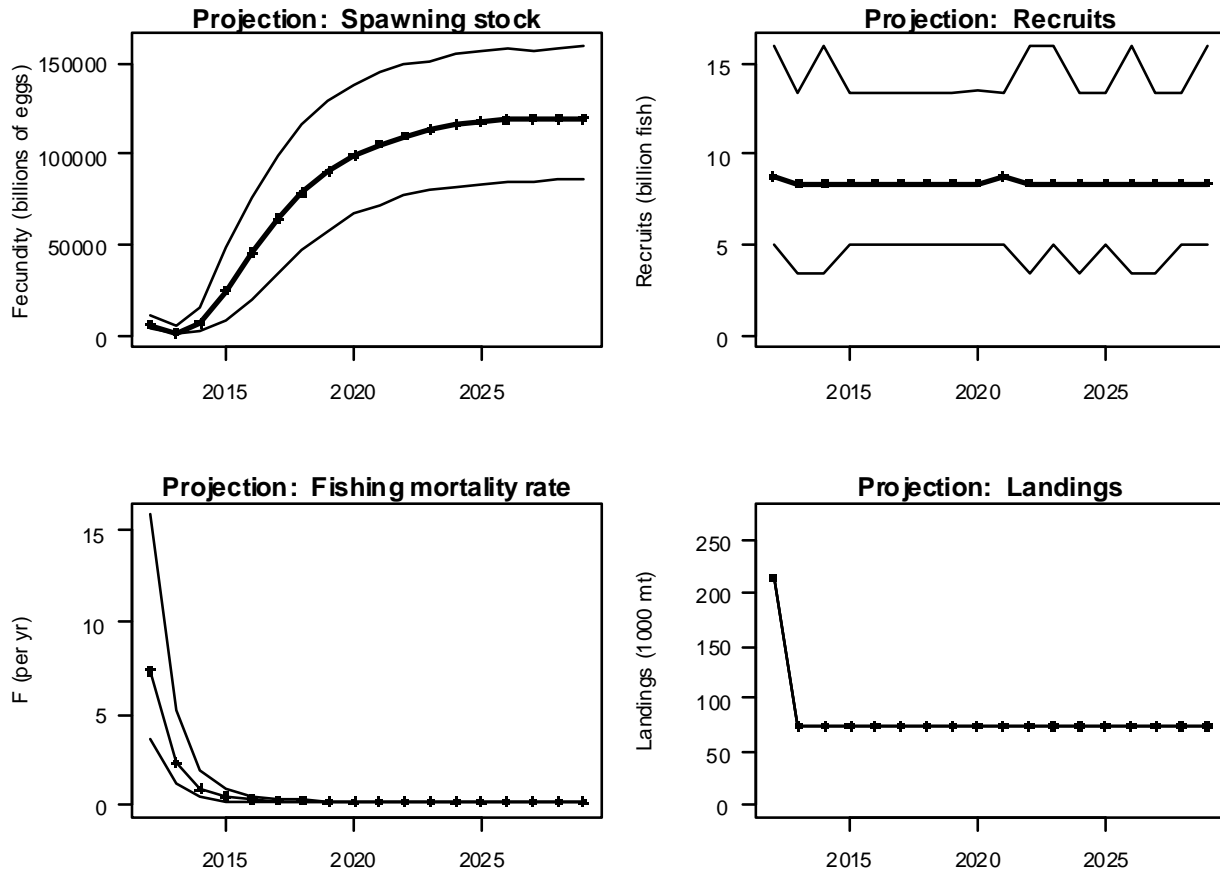 Projection: Spawning stock
Fecundity (billions of eggs)
150000
100000
50000
0
2015 2020 2025
Projection: Recruits
Recruits (billion fish)
15
10
5
0
2015 2020 2025
Projection: Fishing mortality rate
F (per yr)
15
10
5
0
2015 2020 2025
Projection: Landings
Landings (1000 mt)
250
200
150
100
50
0
2015 2020 2025